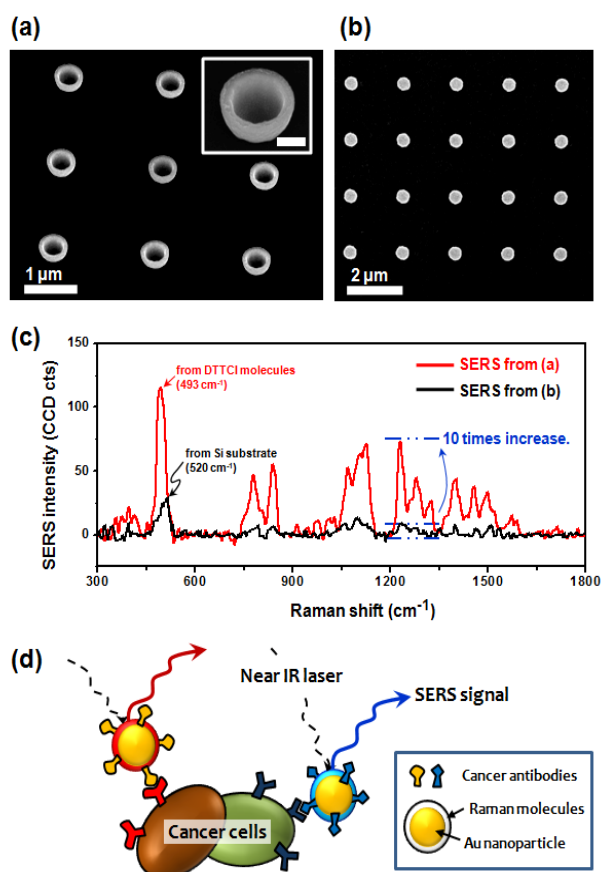 (a)
(b)
1 µm
2 µm
(c)
SERS intensity (CCD cts)
150
100
50
0
from DTTCI molecules
(493 cm⁻¹)
from Si substrate
(520 cm⁻¹)
SERS from (a)
SERS from (b)
10 times increase.
300
600
900
1200
1500
1800
Raman shift (cm⁻¹)
(d)
Near IR laser
SERS signal
Cancer cells
Cancer antibodies
Raman molecules
Au nanoparticle